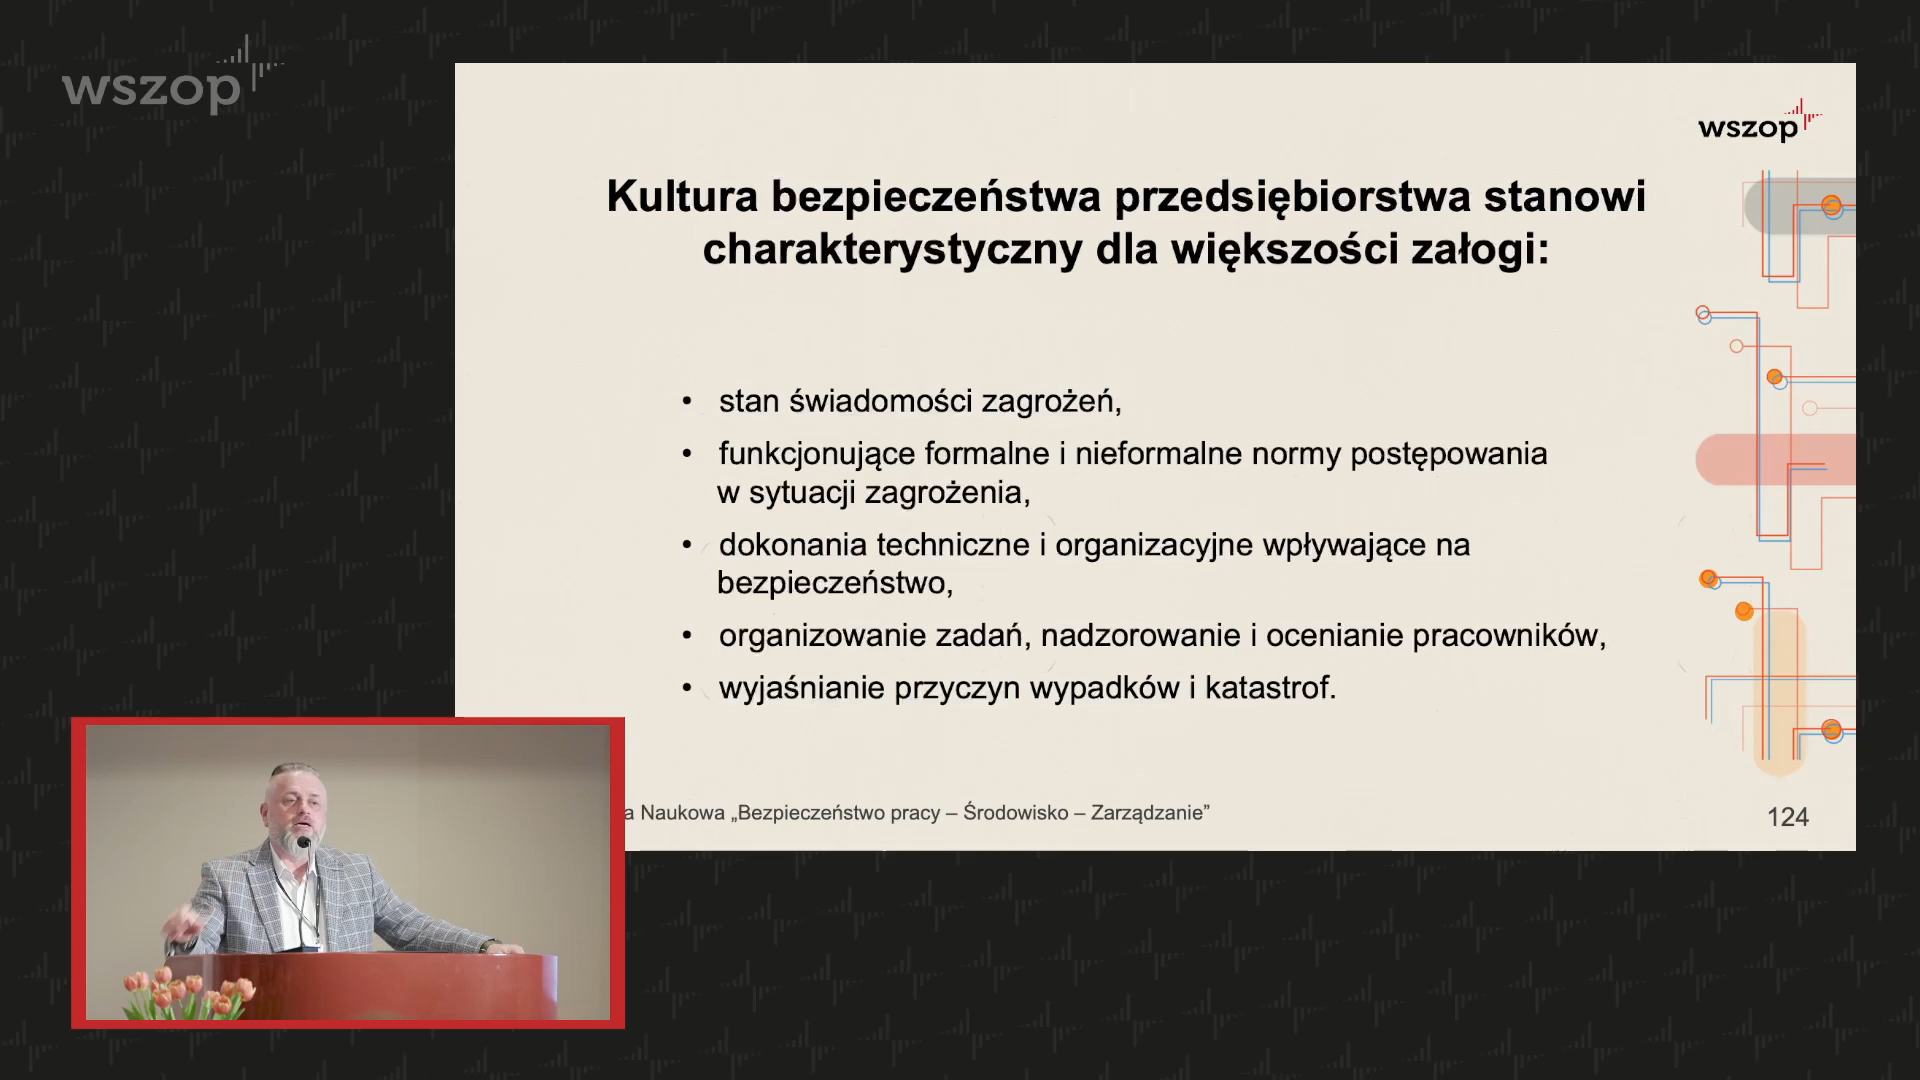 wszop
wszop
Kultura bezpieczeństwa przedsiębiorstwa stanowi
charakterystyczny dla większości załogi:
• stan świadomości zagrożeń,
• funkcjonujące formalne i nieformalne normy postępowania
w sytuacji zagrożenia,
• dokonania techniczne i organizacyjne wpływające na
bezpieczeństwo,
• organizowanie zadań, nadzorowanie i ocenianie pracowników,
• wyjaśnianie przyczyn wypadków i katastrof.
a Naukowa „Bezpieczeństwo pracy – Środowisko – Zarządzanie”
124